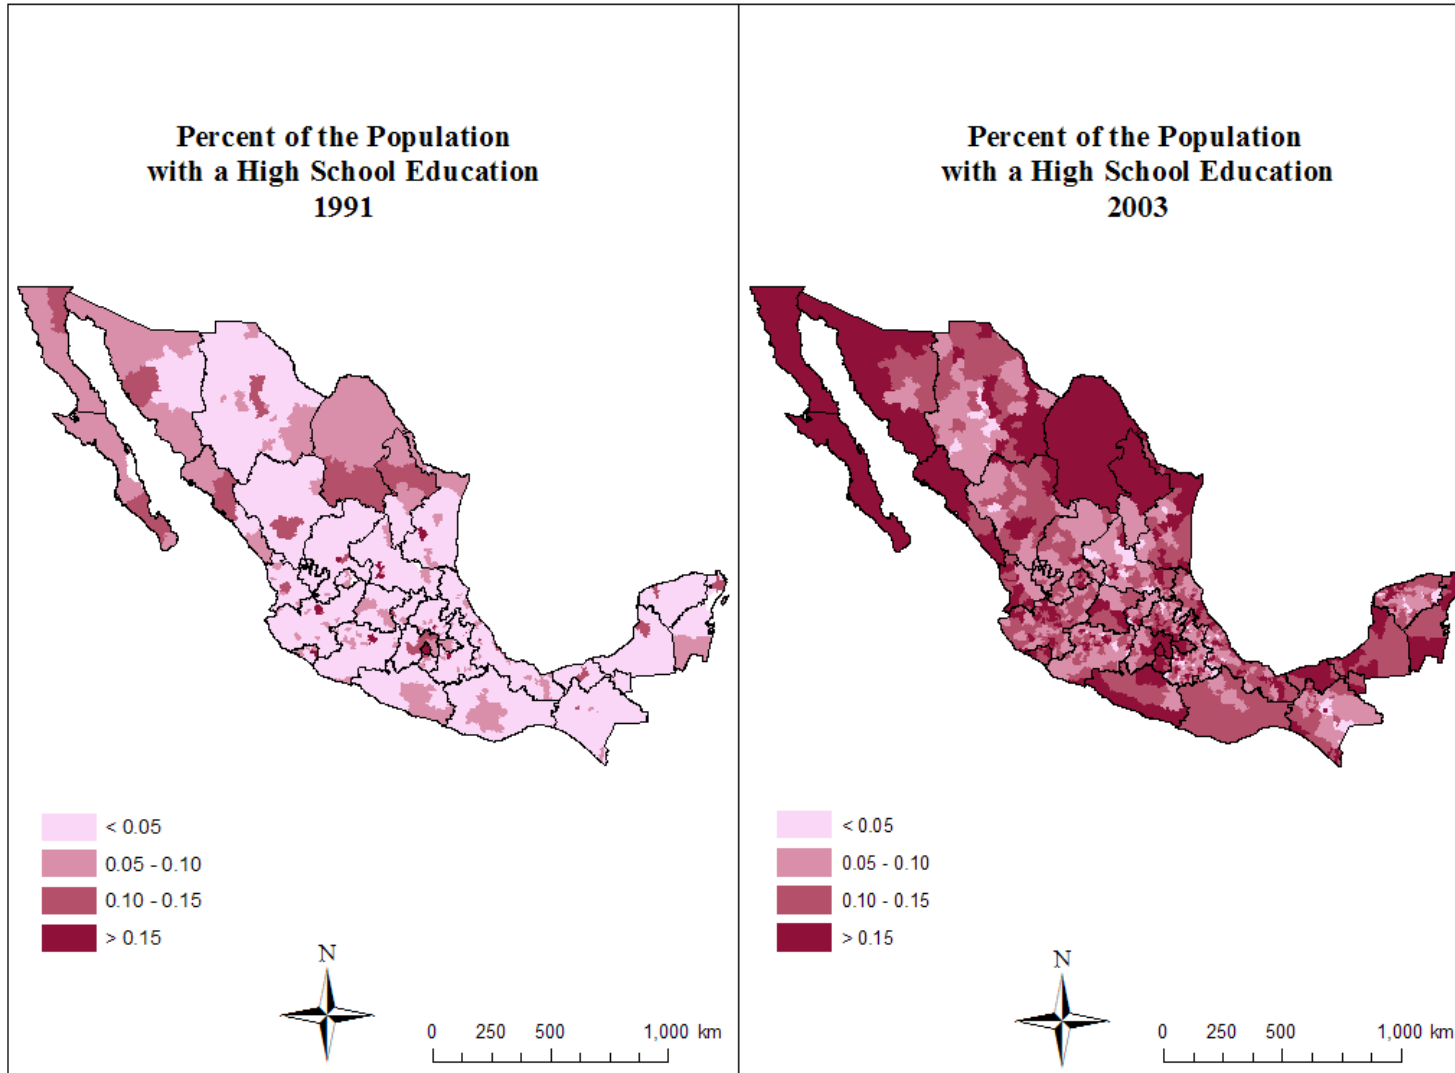 Percent of the Population
with a High School Education
1991
< 0.05
0.05 - 0.10
0.10 - 0.15
> 0.15
N
0 250 500 1,000 km
Percent of the Population
with a High School Education
2003
< 0.05
0.05 - 0.10
0.10 - 0.15
> 0.15
N
0 250 500 1,000 km